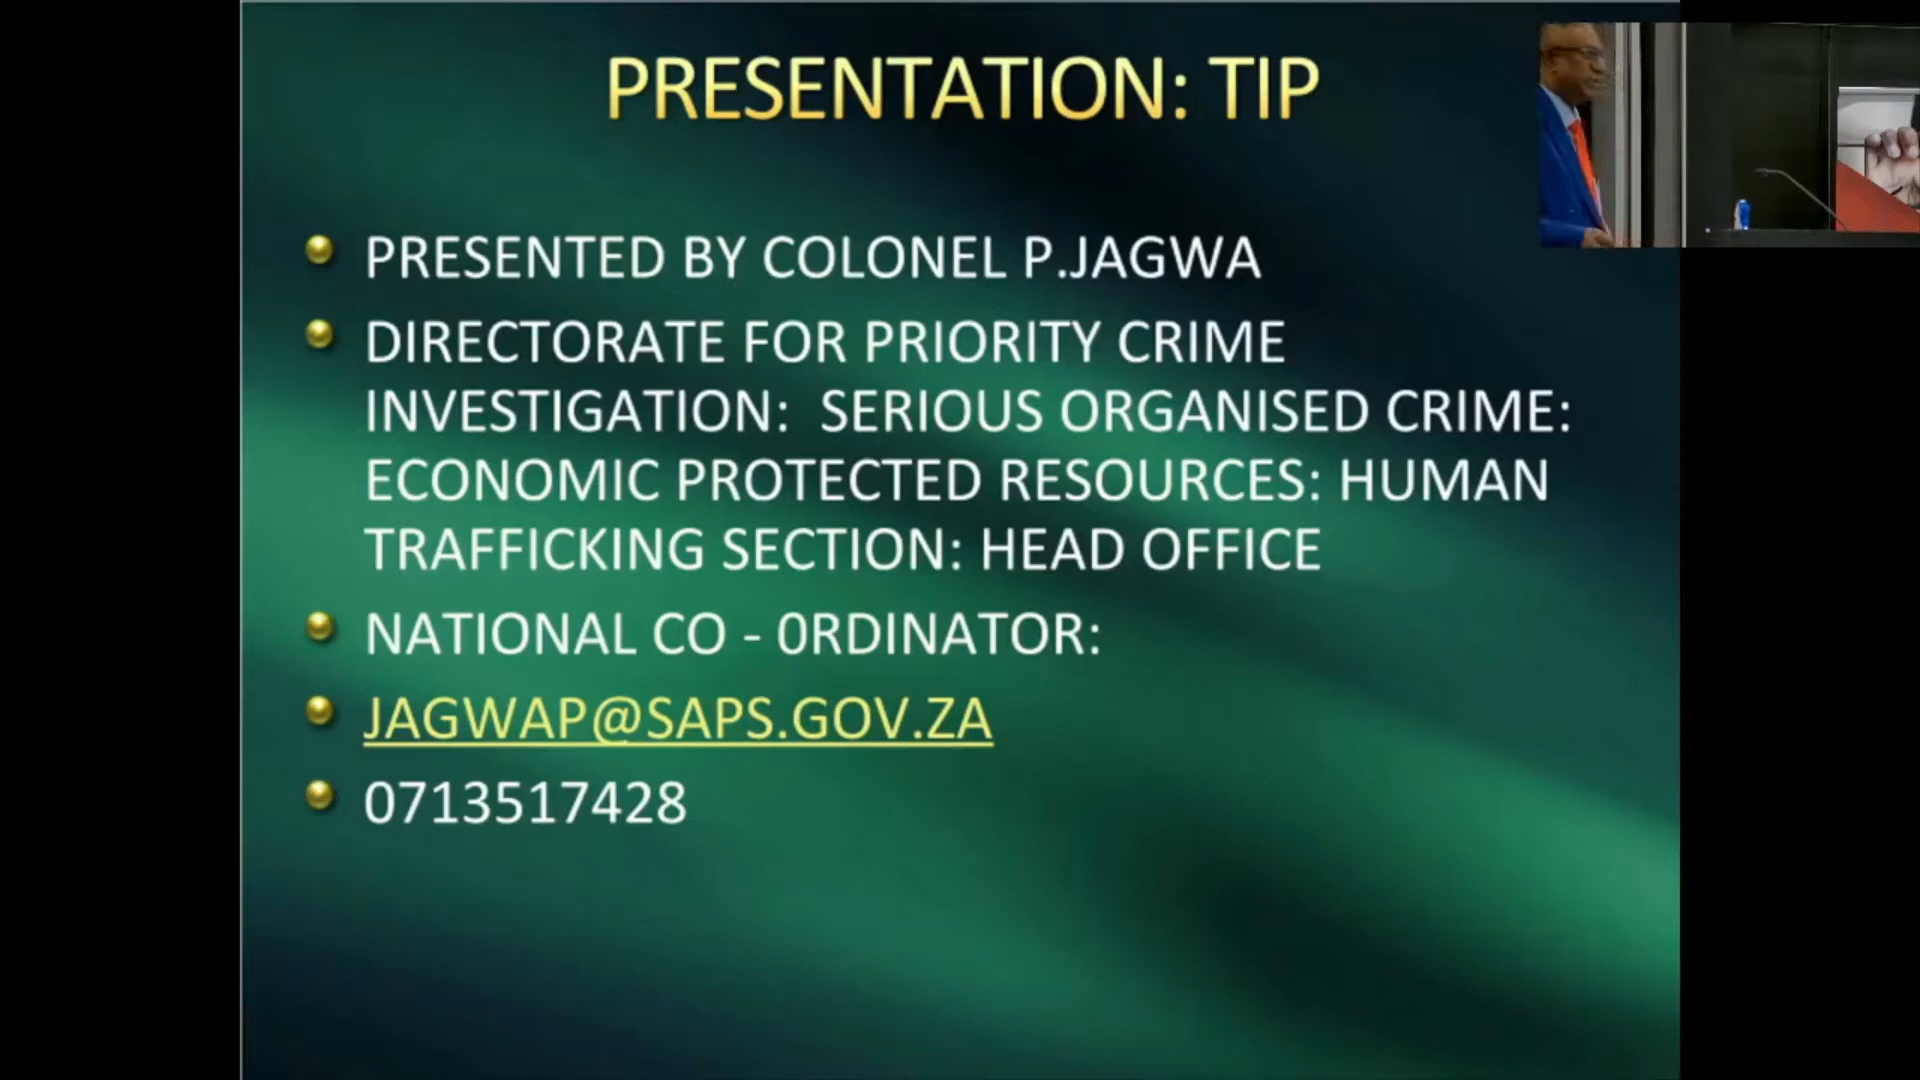 PRESENTATION: TIP
PRESENTED BY COLONEL P.JAGWA
DIRECTORATE FOR PRIORITY CRIME
INVESTIGATION: SERIOUS ORGANISED CRIME:
ECONOMIC PROTECTED RESOURCES: HUMAN
TRAFFICKING SECTION: HEAD OFFICE
NATIONAL CO - 0RDINATOR:
JAGWAP@SAPS.GOV.ZA
0713517428